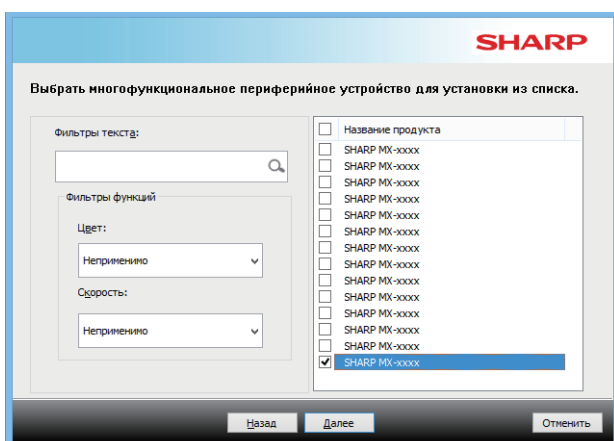 SHARP
Выбрать многофункциональное периферийное устройство для установки из списка.
Фильтры текста:
Фильтры функций
Цвет:
Неприменимо
Скорость:
Неприменимо
Название продукта
SHARP MX-xxxx
SHARP MX-xxxx
SHARP MX-xxxx
SHARP MX-xxxx
SHARP MX-xxxx
SHARP MX-xxxx
SHARP MX-xxxx
SHARP MX-xxxx
SHARP MX-xxxx
SHARP MX-xxxx
SHARP MX-xxxx
SHARP MX-xxxx
SHARP MX-xxxx
SHARP MX-xxxx
Назад
Далее
Отменить